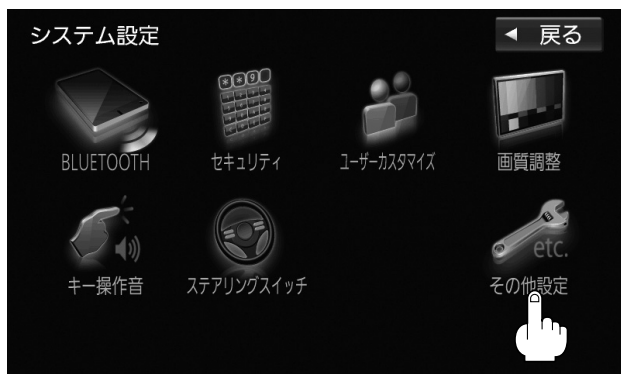 システム設定
◀ 戻る
* * 9
BLUETOOTH
セキュリティ
ユーザーカスタマイズ
画質調整
etc.
キー操作音
ステアリングスイッチ
その他設定